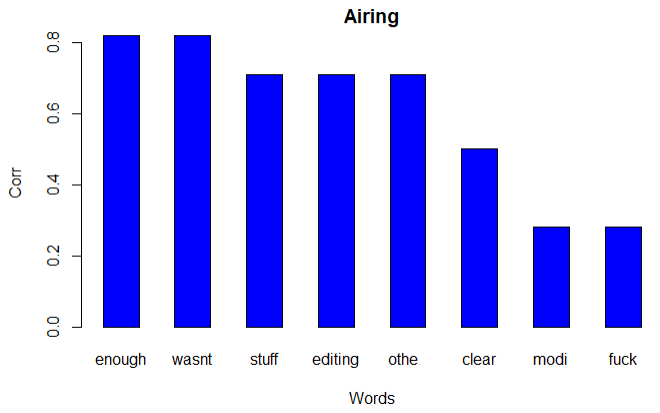 Airing
Corr
0.8
0.6
0.4
0.2
0.0
enough wasnt stuff editing othe clear modi fuck
Words